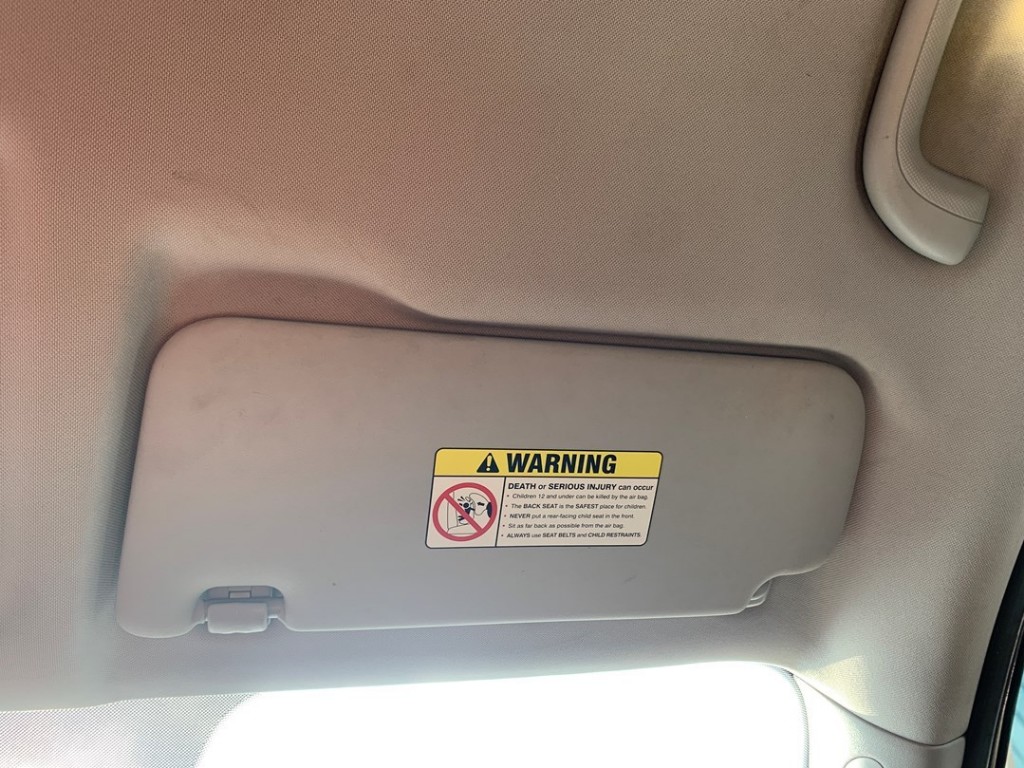 WARNING
DEATH or SERIOUS INJURY can occur
• Children 12 and under can be killed by the air bag.
• The BACK SEAT is the SAFEST place for children.
• NEVER put a rear-facing child seat in the front.
• Sit as far back as possible from the air bag.
• ALWAYS use SEAT BELTS and CHILD RESTRAINTS.